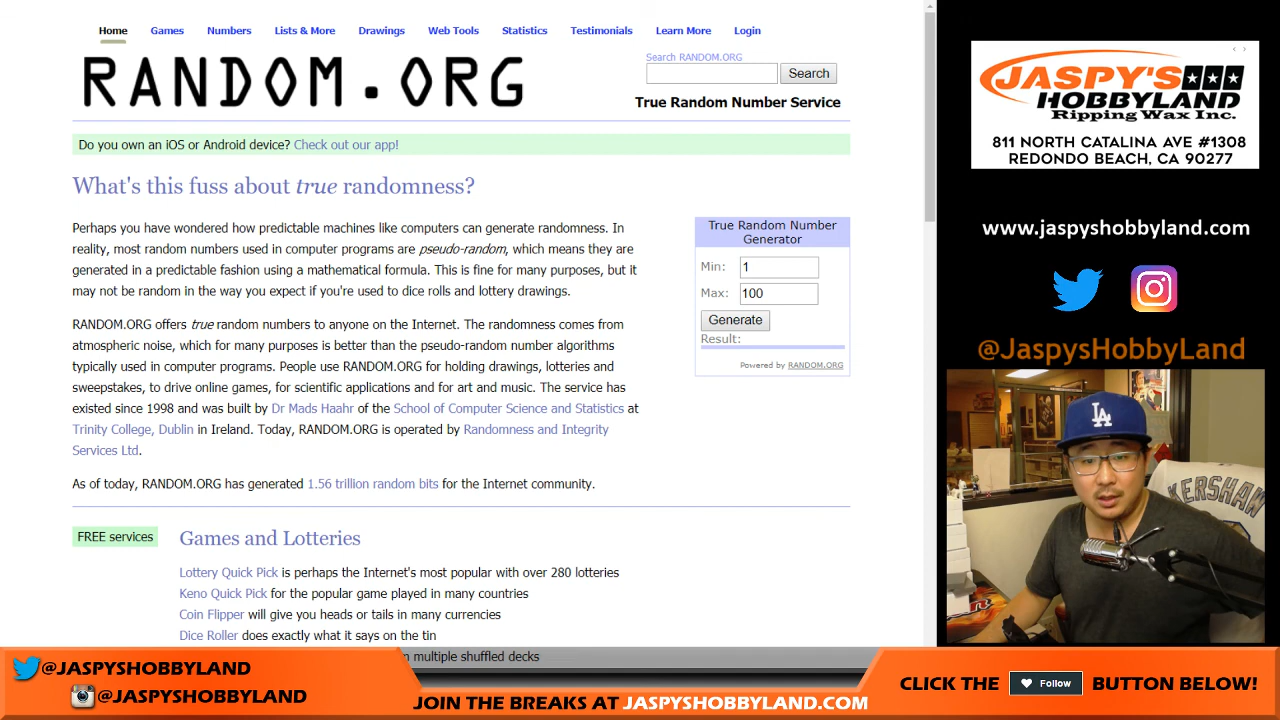 Home Games Numbers Lists & More Drawings Web Tools Statistics Testimonials Learn More Login
RANDOM.ORG
Search RANDOM.ORG
Search
True Random Number Service
Do you own an iOS or Android device? Check out our app!
What's this fuss about true randomness?
Perhaps you have wondered how predictable machines like computers can generate randomness. In
reality, most random numbers used in computer programs are pseudo-random, which means they are
generated in a predictable fashion using a mathematical formula. This is fine for many purposes, but it
may not be random in the way you expect if you're used to dice rolls and lottery drawings.
RANDOM.ORG offers true random numbers to anyone on the Internet. The randomness comes from
atmospheric noise, which for many purposes is better than the pseudo-random number algorithms
typically used in computer programs. People use RANDOM.ORG for holding drawings, lotteries and
sweepstakes, to drive online games, for scientific applications and for art and music. The service has
existed since 1998 and was built by Dr Mads Haahr of the School of Computer Science and Statistics at
Trinity College, Dublin in Ireland. Today, RANDOM.ORG is operated by Randomness and Integrity
Services Ltd.
As of today, RANDOM.ORG has generated 1.56 trillion random bits for the Internet community.
True Random Number
Generator
Min: 1
Max: 100
Generate
Result:
Powered by RANDOM.ORG
FREE services
Games and Lotteries
Lottery Quick Pick is perhaps the Internet's most popular with over 280 lotteries
Keno Quick Pick for the popular game played in many countries
Coin Flipper will give you heads or tails in many currencies
Dice Roller does exactly what it says on the tin
multiple shuffled decks
JASPY'S
HOBBYLAND
Ripping Wax Inc.
811 NORTH CATALINA AVE #1308
REDONDO BEACH, CA 90277
www.jaspyshobbyland.com
@JaspysHobbyLand
LA
KERSHAW
@JASPYSHOBBYLAND
@JASPYSHOBBYLAND
JOIN THE BREAKS AT JASPYSHOBBYLAND.COM
CLICK THE Follow BUTTON BELOW!